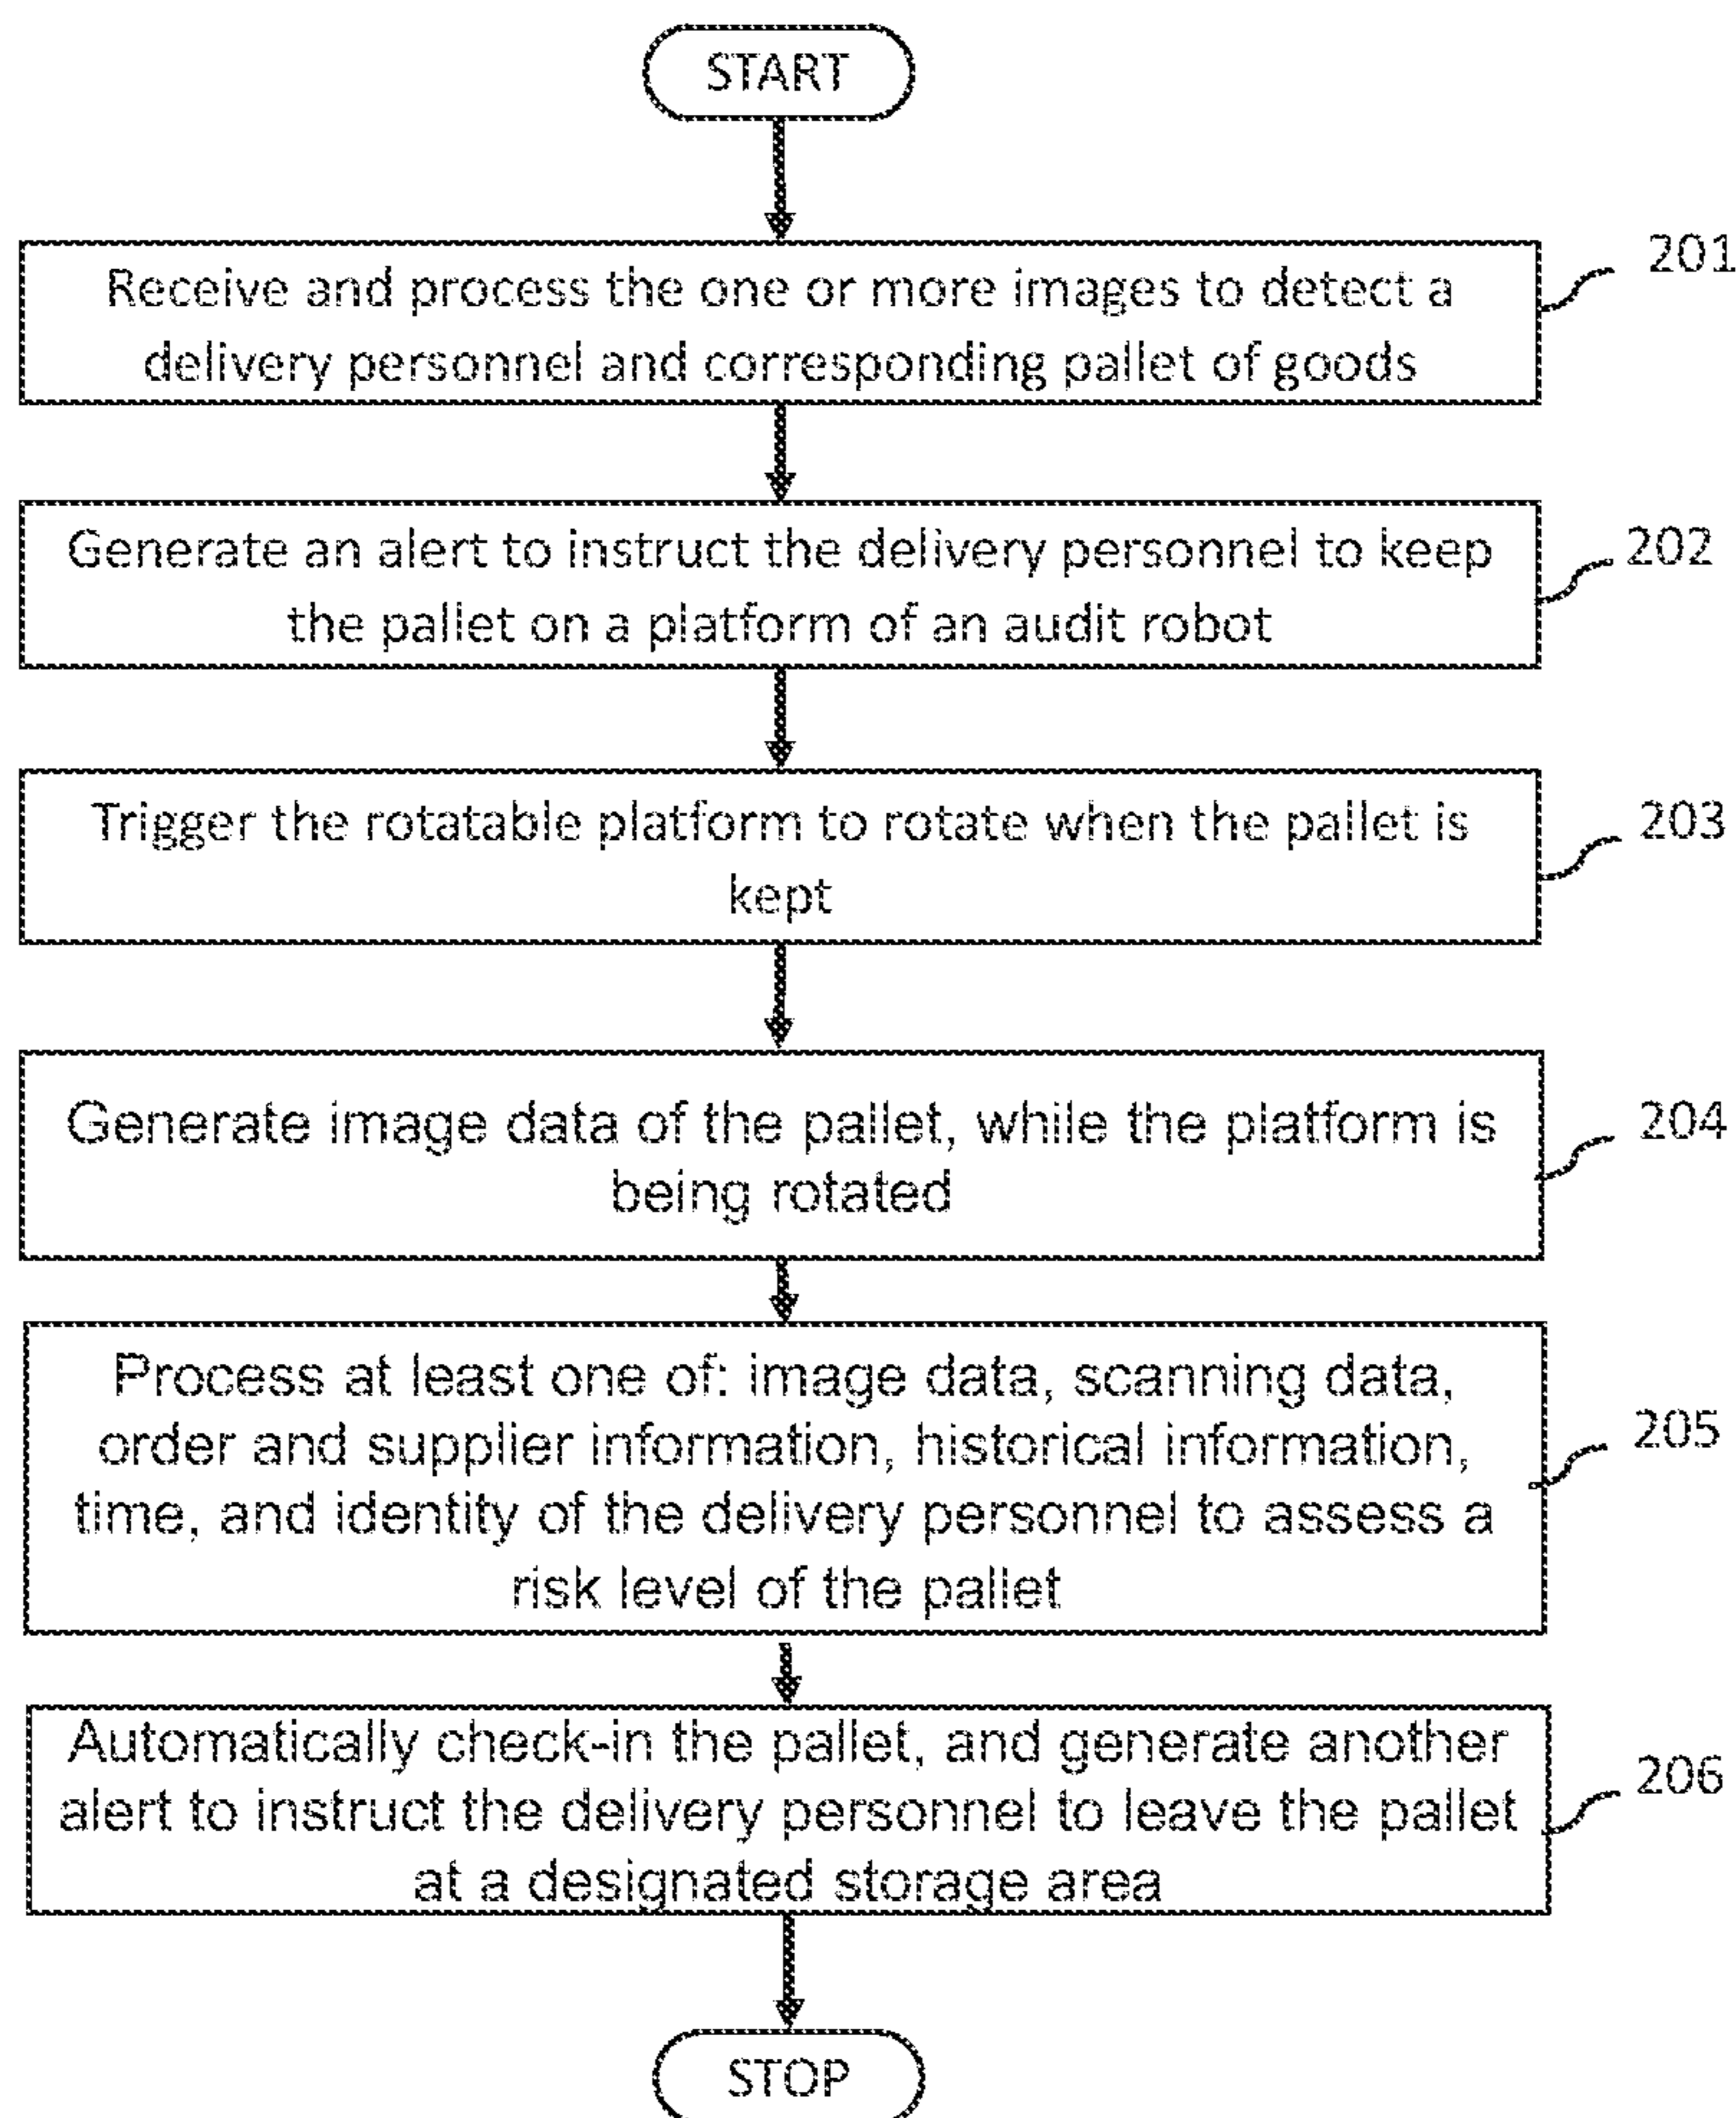 START
Receive and process the one or more images to detect a
delivery personnel and corresponding pallet of goods
201
Generate an alert to instruct the delivery personnel to keep
the pallet on a platform of an audit robot
202
Trigger the rotatable platform to rotate when the pallet is
kept
203
Generate image data of the pallet, while the platform is
being rotated
204
Process at least one of: image data, scanning data,
order and supplier information, historical information,
time, and identity of the delivery personnel to assess a
risk level of the pallet
205
Automatically check-in the pallet, and generate another
alert to instruct the delivery personnel to leave the pallet
at a designated storage area
206
STOP